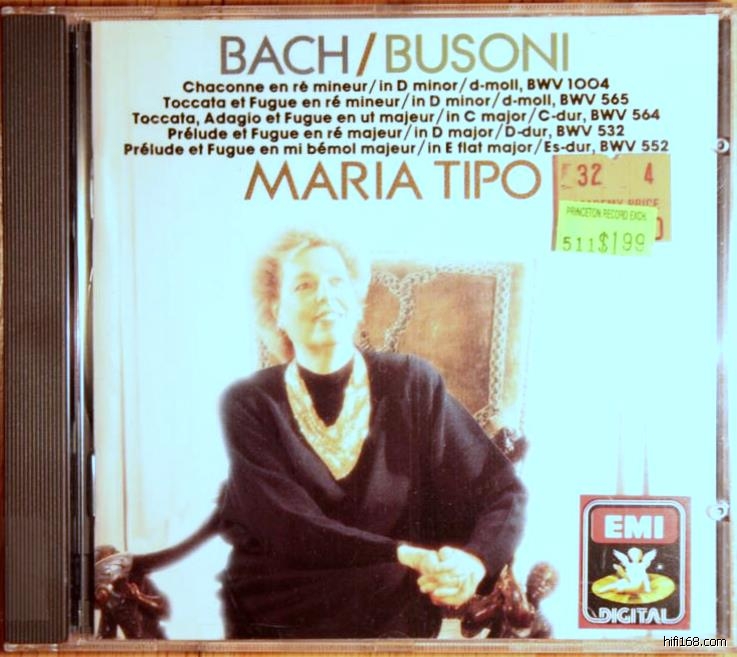 BACH/BUSONI
Chaconne en ré mineur/in D minor/d-moll, BWV 1004
Toccata et Fugue en ré mineur/in D minor/d-moll, BWV 565
Toccata, Adagio et Fugue en ut majeur/in C major/C-dur, BWV 564
Prélude et Fugue en ré majeur/in D major/D-dur, BWV 532
Prélude et Fugue en mi bémol majeur/in E flat major/Es-dur, BWV 552
MARIA TIPO
32 4
PRICE
PRINCETON RECORD EXCH.
511 $1.99
EMI
DIGITAL
hifi168.com